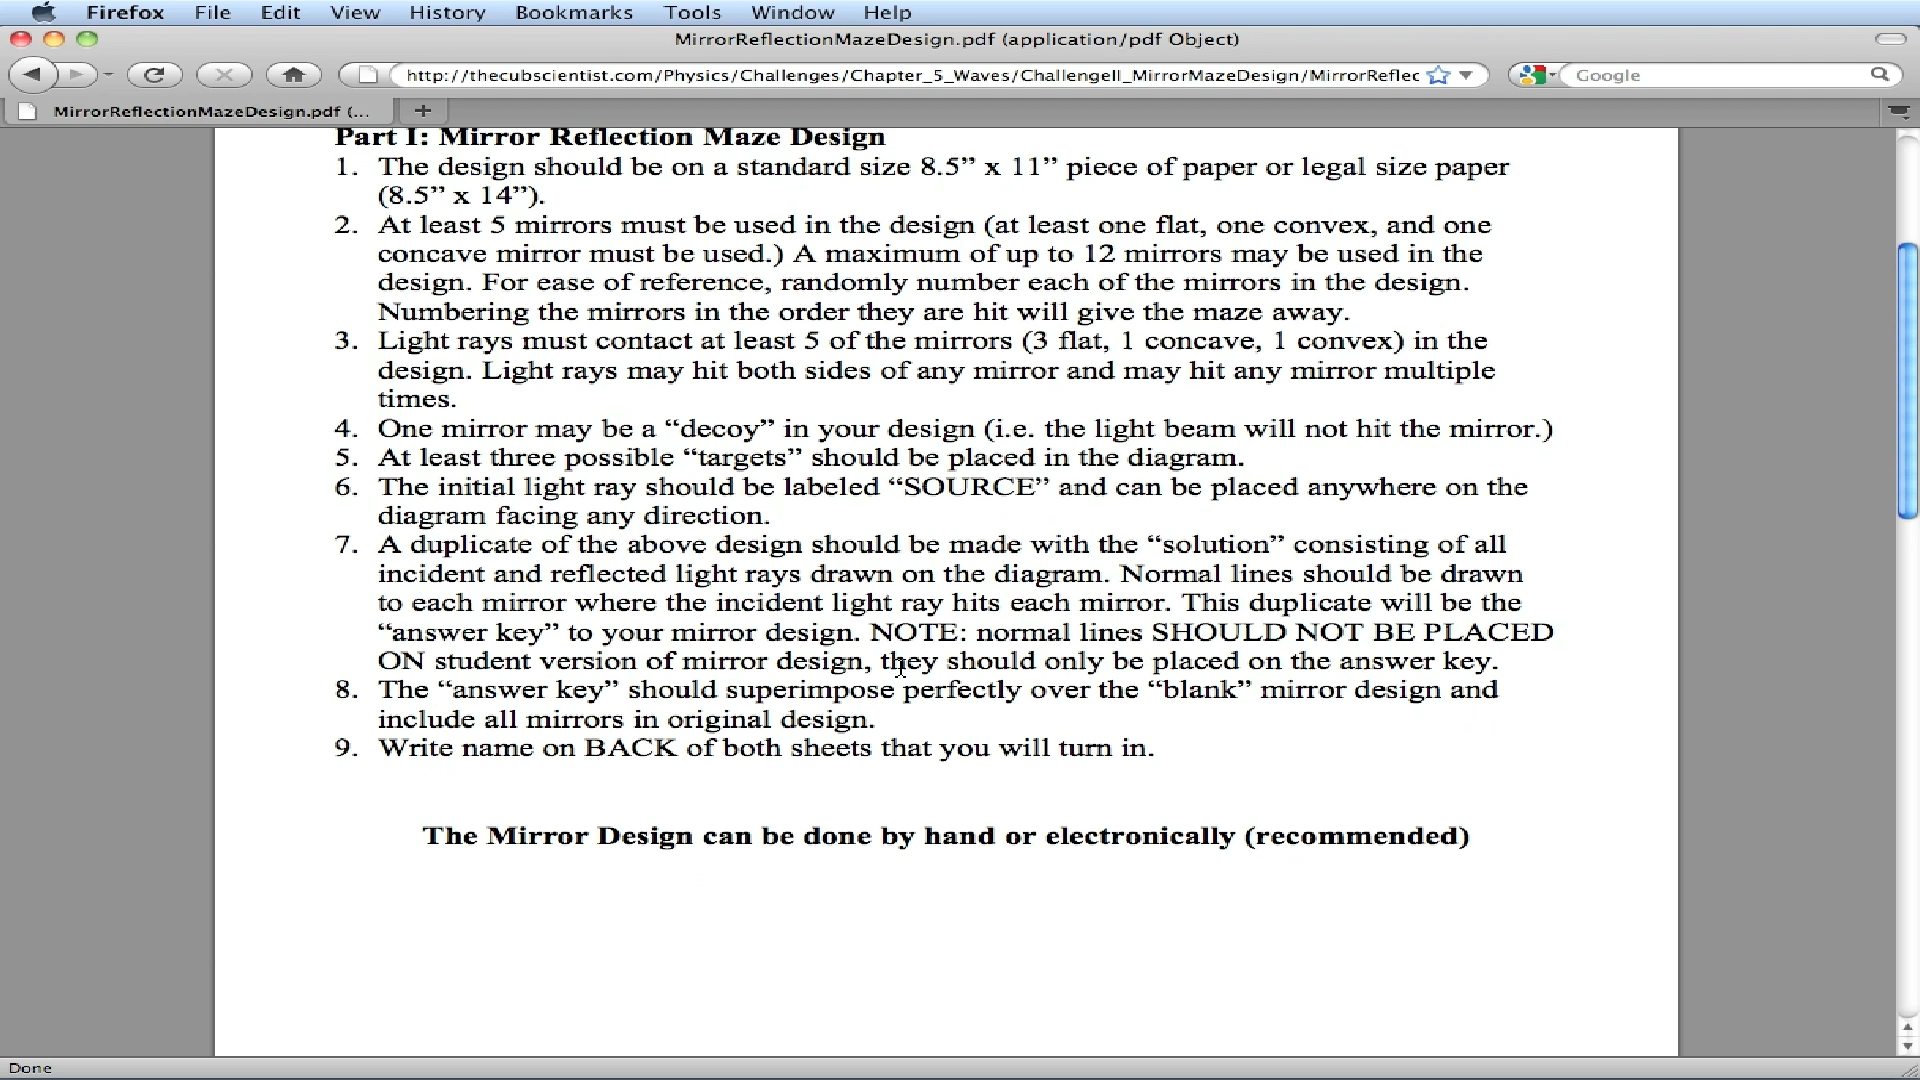 Firefox File Edit View History Bookmarks Tools Window Help
MirrorReflectionMazeDesign.pdf (application/pdf Object)
http://thecubscientist.com/Physics/Challenges/Chapter_5_Waves/ChallengeII_MirrorMazeDesign/MirrorReflec Google
MirrorReflectionMazeDesign.pdf (... +
Part I: Mirror Reflection Maze Design
1. The design should be on a standard size 8.5” x 11” piece of paper or legal size paper
(8.5” x 14”).
2. At least 5 mirrors must be used in the design (at least one flat, one convex, and one
concave mirror must be used.) A maximum of up to 12 mirrors may be used in the
design. For ease of reference, randomly number each of the mirrors in the design.
Numbering the mirrors in the order they are hit will give the maze away.
3. Light rays must contact at least 5 of the mirrors (3 flat, 1 concave, 1 convex) in the
design. Light rays may hit both sides of any mirror and may hit any mirror multiple
times.
4. One mirror may be a “decoy” in your design (i.e. the light beam will not hit the mirror.)
5. At least three possible “targets” should be placed in the diagram.
6. The initial light ray should be labeled “SOURCE” and can be placed anywhere on the
diagram facing any direction.
7. A duplicate of the above design should be made with the “solution” consisting of all
incident and reflected light rays drawn on the diagram. Normal lines should be drawn
to each mirror where the incident light ray hits each mirror. This duplicate will be the
“answer key” to your mirror design. NOTE: normal lines SHOULD NOT BE PLACED
ON student version of mirror design, they should only be placed on the answer key.
8. The “answer key” should superimpose perfectly over the “blank” mirror design and
include all mirrors in original design.
9. Write name on BACK of both sheets that you will turn in.
The Mirror Design can be done by hand or electronically (recommended)
Done